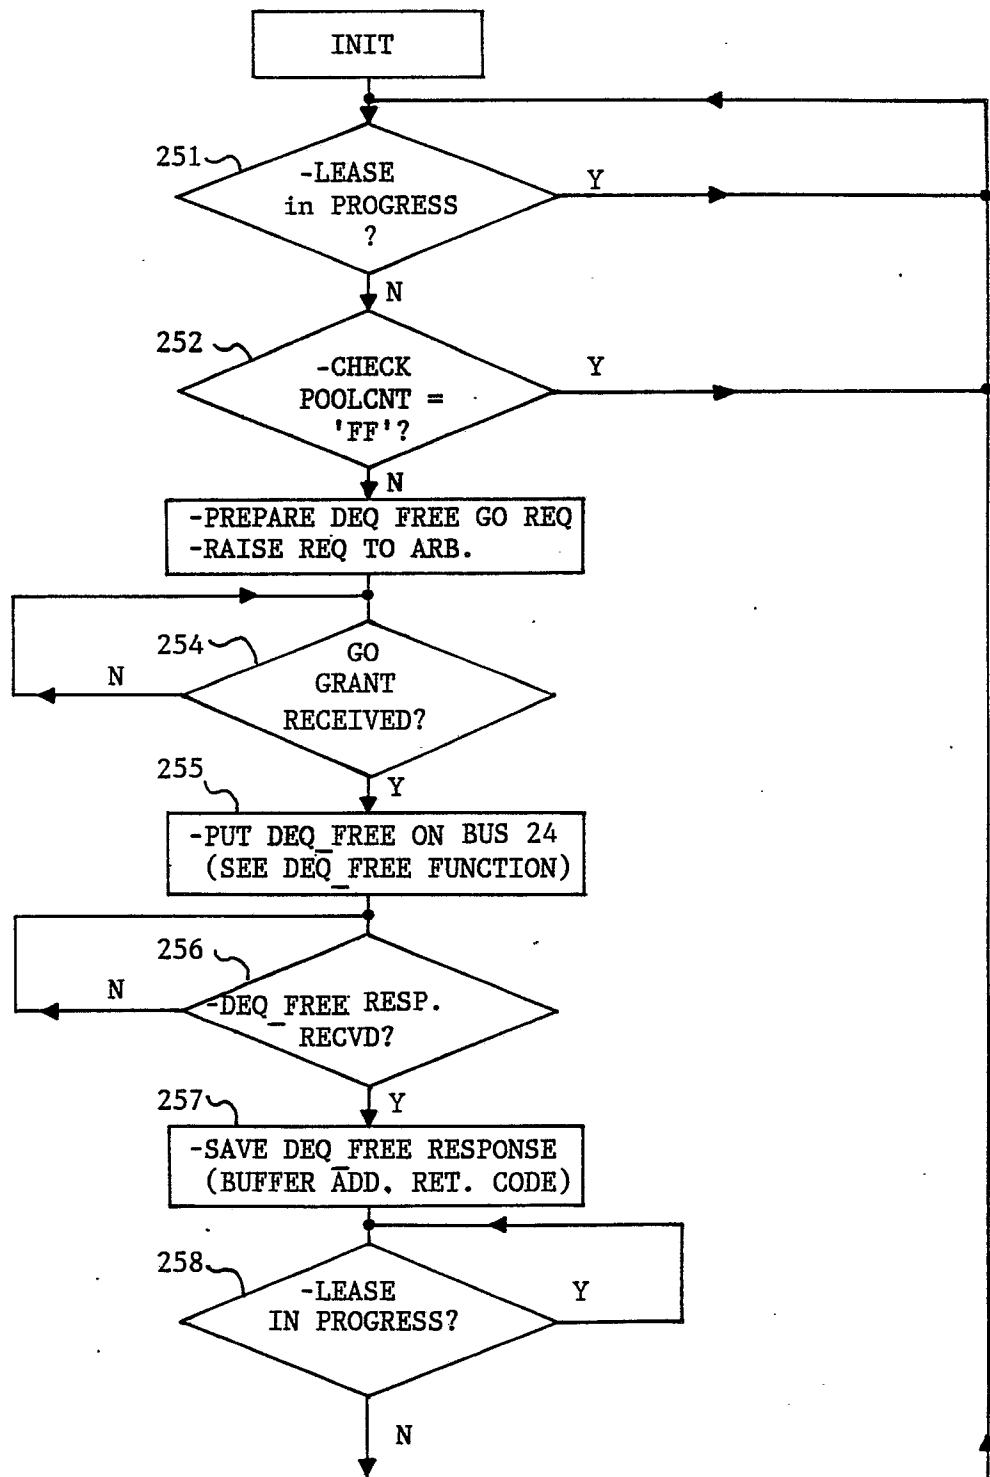 INIT
251
-LEASE
in PROGRESS
?
Y
N
252
-CHECK
POOLCNT =
'FF'?
Y
N
-PREPARE DEQ FREE GO REQ
-RAISE REQ TO ARB.
254
GO
GRANT
RECEIVED?
N
Y
255
-PUT DEQ_FREE ON BUS 24
(SEE DEQ_FREE FUNCTION)
256
-DEQ_FREE RESP.
RECVD?
N
Y
257
-SAVE DEQ_FREE RESPONSE
(BUFFER ADD, RET. CODE)
258
-LEASE
IN PROGRESS?
Y
N